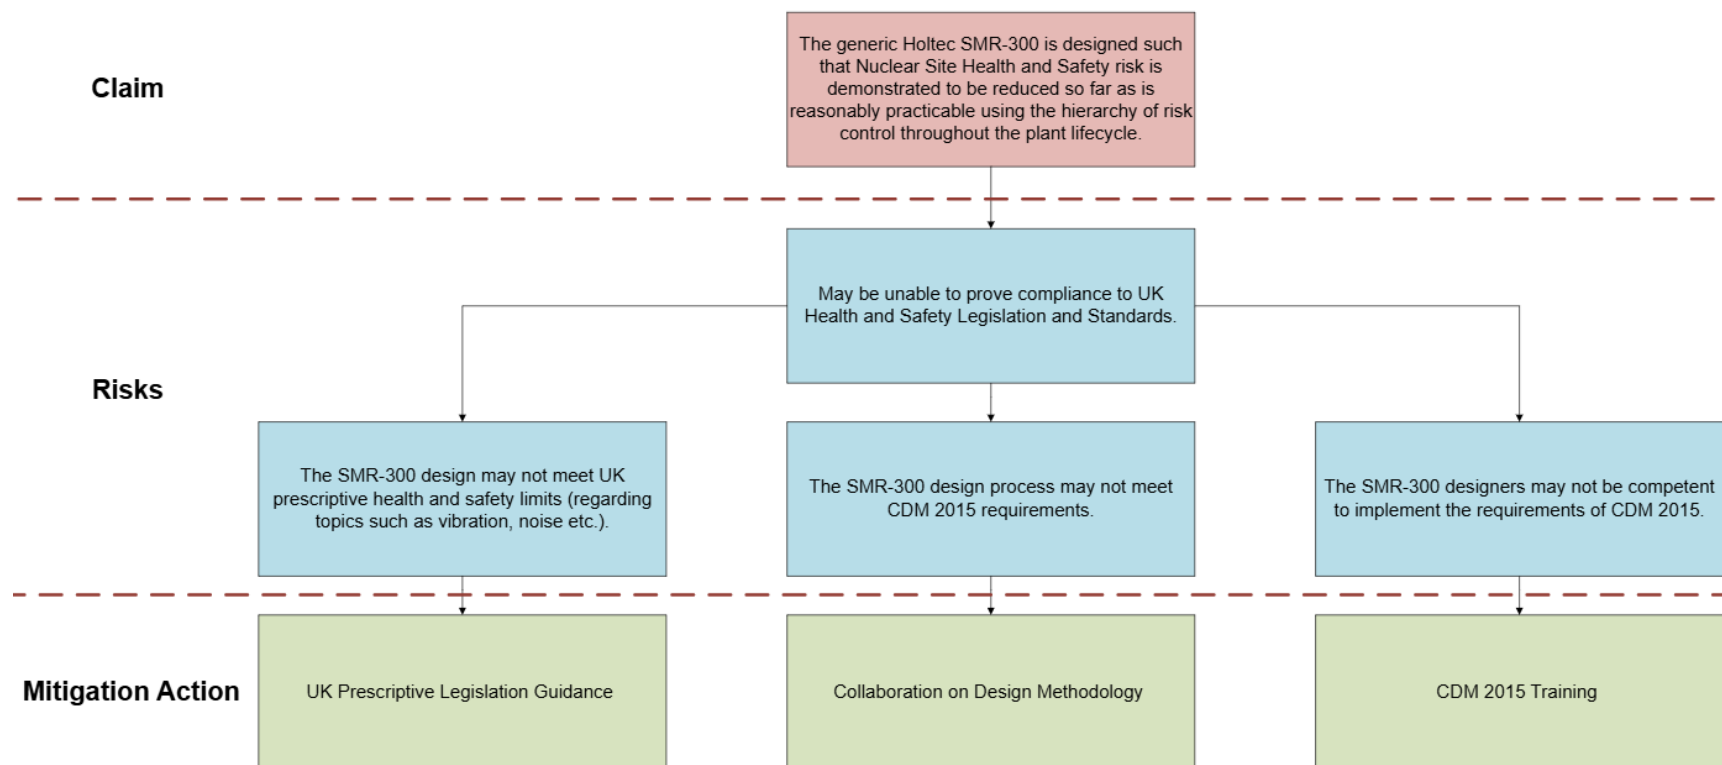 Claim
The generic Holtec SMR-300 is designed such
that Nuclear Site Health and Safety risk is
demonstrated to be reduced so far as is
reasonably practicable using the hierarchy of risk
control throughout the plant lifecycle.
Risks
May be unable to prove compliance to UK
Health and Safety Legislation and Standards.
The SMR-300 design may not meet UK
prescriptive health and safety limits (regarding
topics such as vibration, noise etc.).
The SMR-300 design process may not meet
CDM 2015 requirements.
The SMR-300 designers may not be competent
to implement the requirements of CDM 2015.
Mitigation Action
UK Prescriptive Legislation Guidance
Collaboration on Design Methodology
CDM 2015 Training